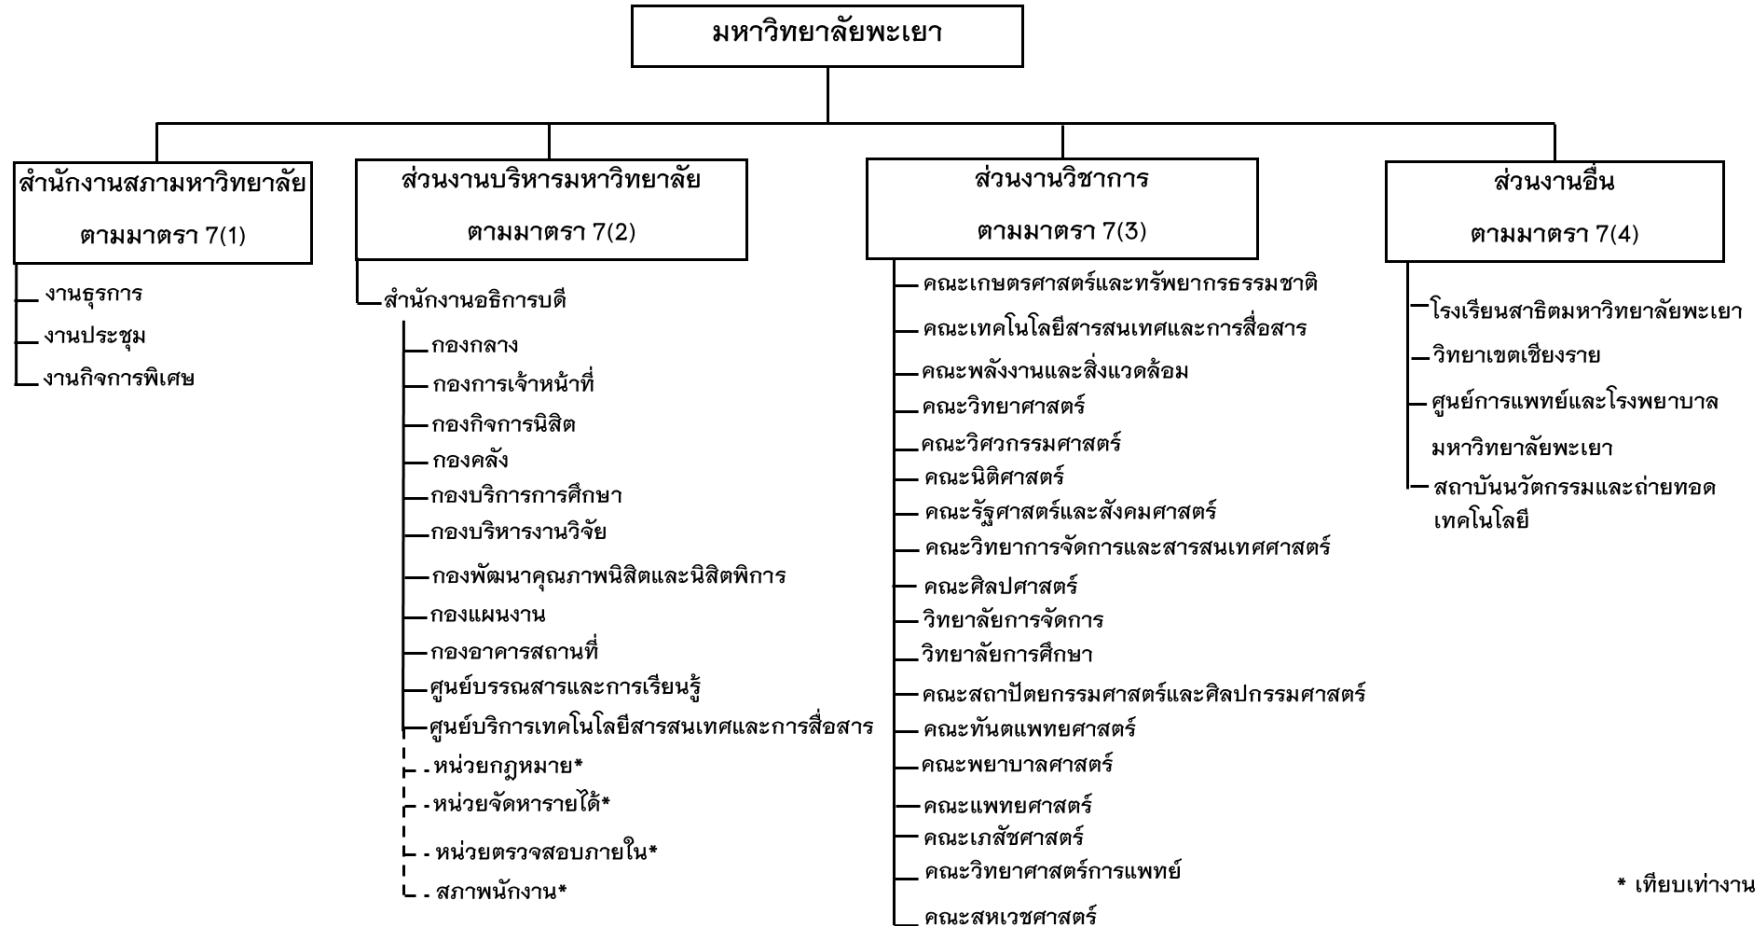 มหาวิทยาลัยพะเยา
สำนักงานสภามหาวิทยาลัย
ตามมาตรา 7(1)
งานธุรการ
งานประชุม
งานกิจการพิเศษ
ส่วนงานบริหารมหาวิทยาลัย
ตามมาตรา 7(2)
สำนักงานอธิการบดี
กองกลาง
กองการเจ้าหน้าที่
กองกิจการนิสิต
กองคลัง
กองบริการการศึกษา
กองบริหารงานวิจัย
กองพัฒนาคุณภาพนิสิตและนิสิตพิการ
กองแผนงาน
กองอาคารสถานที่
ศูนย์บรรณสารและการเรียนรู้
ศูนย์บริการเทคโนโลยีสารสนเทศและการสื่อสาร
หน่วยกฎหมาย*
หน่วยจัดหารายได้*
หน่วยตรวจสอบภายใน*
สภาพนักงาน*
ส่วนงานวิชาการ
ตามมาตรา 7(3)
คณะเกษตรศาสตร์และทรัพยากรธรรมชาติ
คณะเทคโนโลยีสารสนเทศและการสื่อสาร
คณะพลังงานและสิ่งแวดล้อม
คณะวิทยาศาสตร์
คณะวิศวกรรมศาสตร์
คณะนิติศาสตร์
คณะรัฐศาสตร์และสังคมศาสตร์
คณะวิทยาการจัดการและสารสนเทศศาสตร์
คณะศิลปศาสตร์
วิทยาลัยการจัดการ
วิทยาลัยการศึกษา
คณะสถาปัตยกรรมศาสตร์และศิลปกรรมศาสตร์
คณะทันตแพทยศาสตร์
คณะพยาบาลศาสตร์
คณะแพทยศาสตร์
คณะเภสัชศาสตร์
คณะวิทยาศาสตร์การแพทย์
คณะสหเวชศาสตร์
ส่วนงานอื่น
ตามมาตรา 7(4)
โรงเรียนสาธิตมหาวิทยาลัยพะเยา
วิทยาเขตเชียงราย
ศูนย์การแพทย์และโรงพยาบาล
มหาวิทยาลัยพะเยา
สถาบันนวัตกรรมและถ่ายทอด
เทคโนโลยี
* เทียบเท่างาน